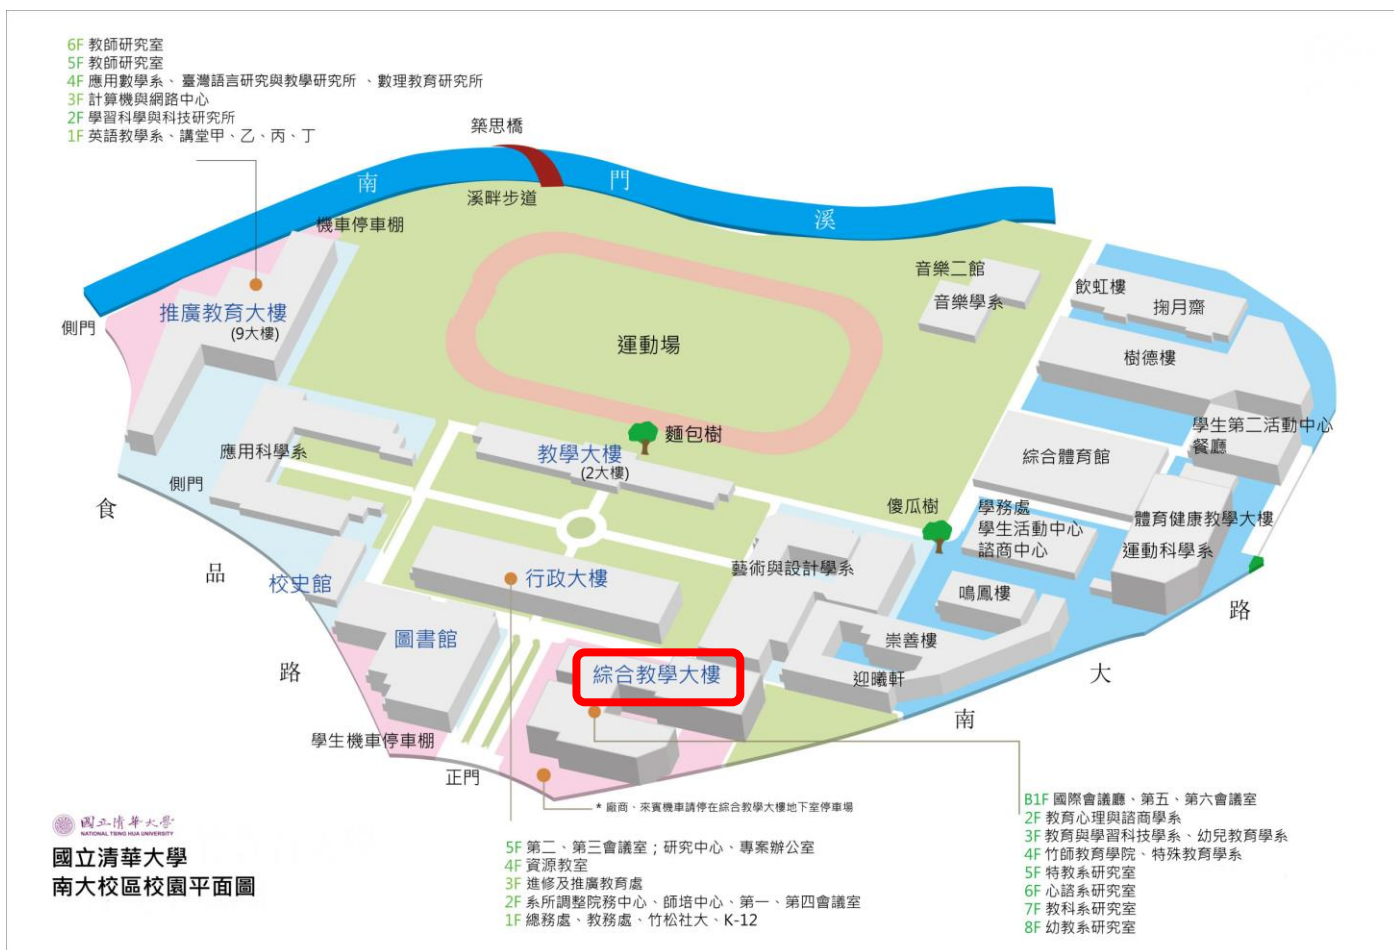 6F 教師研究室
5F 教師研究室
4F 應用數學系、臺灣語言研究與教學研究所 、數理教育研究所
3F 計算機與網路中心
2F 學習科學與科技研究所
1F 英語教學系、講堂甲、乙、丙、丁
築思橋
南
門
溪
溪畔步道
機車停車棚
側門
推廣教育大樓
(9大樓)
音樂二館
音樂學系
飲虹樓
掬月齋
樹德樓
運動場
麵包樹
教學大樓
(2大樓)
應用科學系
側門
學生第二活動中心
餐廳
綜合體育館
傻瓜樹
學務處
學生活動中心
諮商中心
體育健康教學大樓
運動科學系
食
品
路
校史館
行政大樓
藝術與設計學系
鳴鳳樓
圖書館
崇善樓
綜合教學大樓
迎曦軒
南
大
路
學生機車停車棚
正門
* 廠商、來賓機車請停在綜合教學大樓地下室停車場
5F 第二、第三會議室；研究中心、專案辦公室
4F 資源教室
3F 進修及推廣教育處
2F 系所調整院務中心、師培中心、第一、第四會議室
1F 總務處、教務處、竹松社大、K-12
B1F 國際會議廳、第五、第六會議室
2F 教育心理與諮商學系
3F 教育與學習科技學系、幼兒教育學系
4F 竹師教育學院、特殊教育學系
5F 特教系研究室
6F 心諮系研究室
7F 教科系研究室
8F 幼教系研究室
國立清華大學
NATIONAL TSING HUA UNIVERSITY
國立清華大學
南大校區校園平面圖